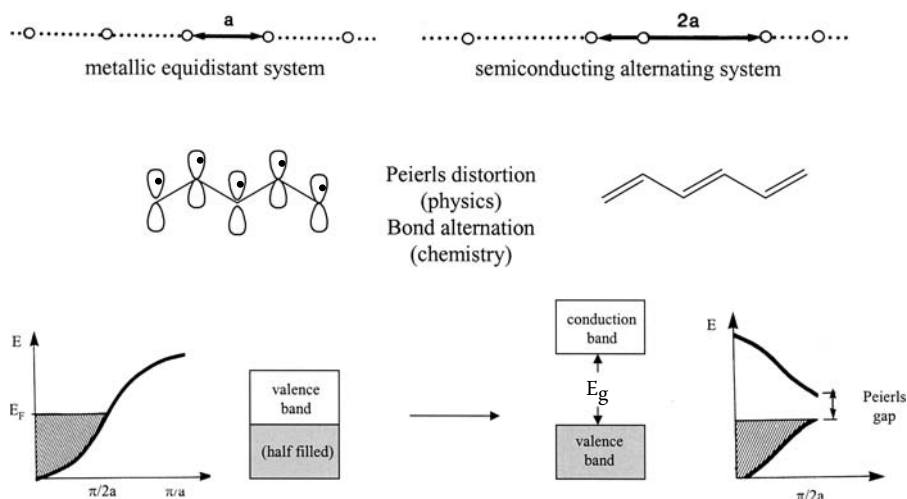 a
2a
metallic equidistant system
semiconducting alternating system
Peierls distortion
(physics)
Bond alternation
(chemistry)
E
E_F
π/2a
π/a
valence
band
(half filled)
conduction
band
E_g
valence
band
E
Peierls
gap
π/2a